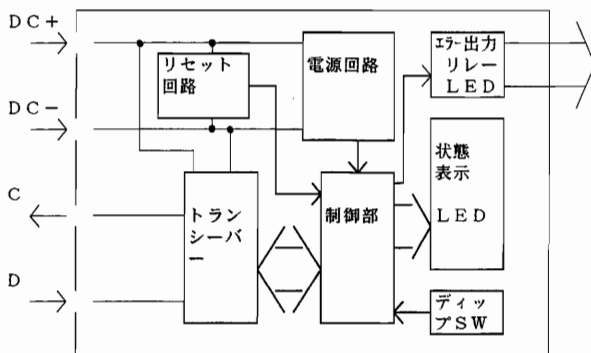 DC+
DC-
C
D
リセット
回路
電源回路
エラー出力
リレー
LED
トラン
シーバ
ー
制御部
状態
表示
LED
ディッ
プSW